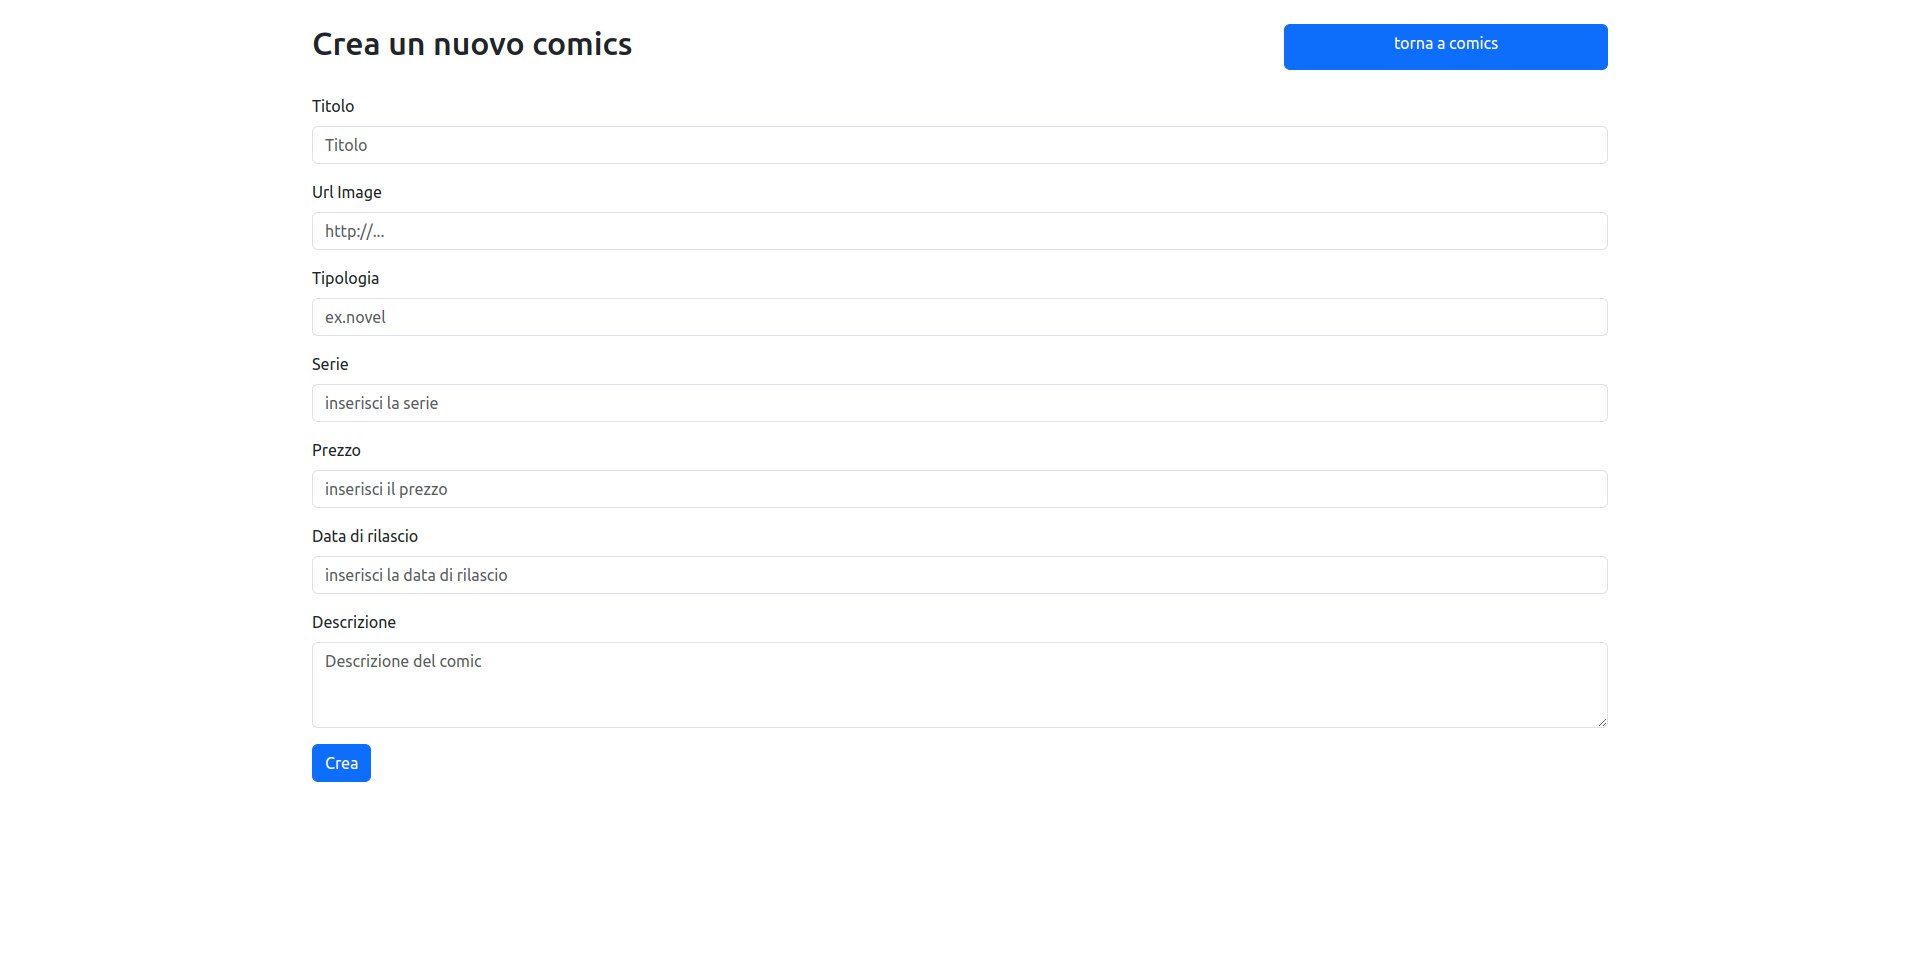 Crea un nuovo comics
torna a comics
Titolo
Titolo
Url Image
http://...
Tipologia
ex.novel
Serie
inserisci la serie
Prezzo
inserisci il prezzo
Data di rilascio
inserisci la data di rilascio
Descrizione
Descrizione del comic
Crea